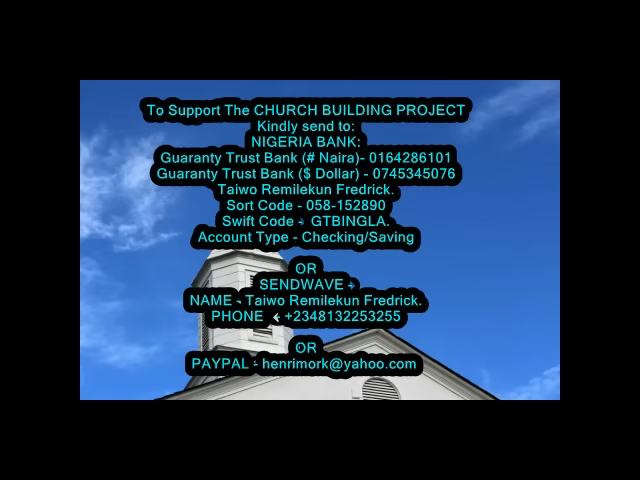 To Support The CHURCH BUILDING PROJECT
Kindly send to:
NIGERIA BANK:
Guaranty Trust Bank (# Naira)- 0164286101
Guaranty Trust Bank ($ Dollar) - 0745345076
Taiwo Remilekun Fredrick.
Sort Code - 058-152890
Swift Code - GTBINGLA.
Account Type - Checking/Saving
OR
SENDWAVE -
NAME - Taiwo Remilekun Fredrick.
PHONE - +2348132253255
OR
PAYPAL - henrimork@yahoo.com